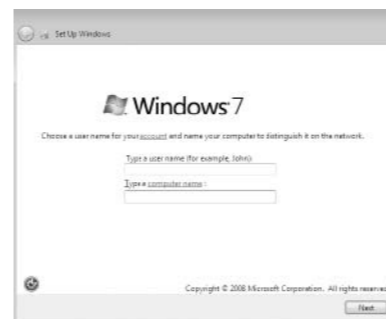 Set Up Windows
Windows 7
Choose a user name for your account and name your computer to distinguish it on the network.
Type a user name (for example, John):
Type a computer name :
Copyright © 2008 Microsoft Corporation. All rights reserve
Next